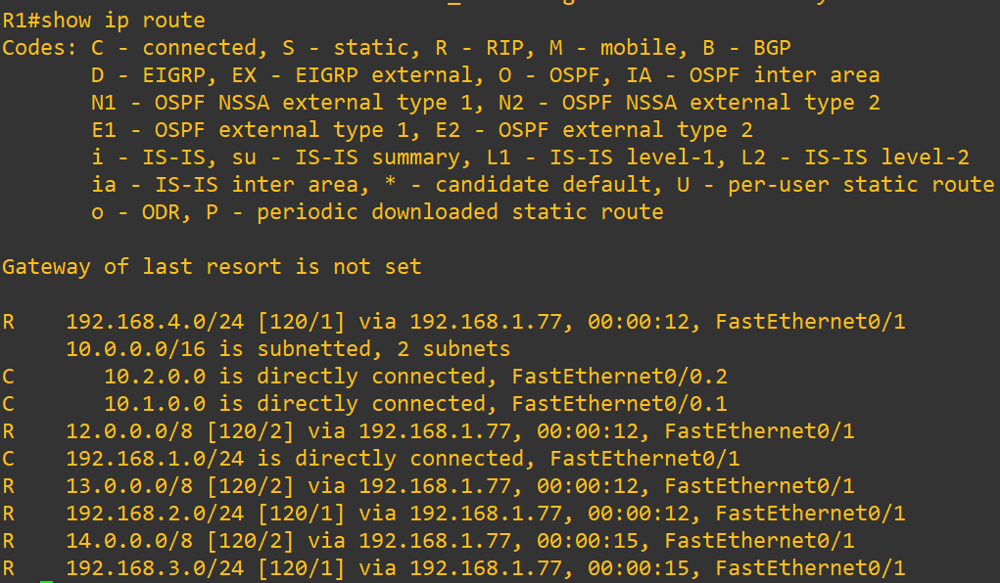 R1#show ip route
Codes: C - connected, S - static, R - RIP, M - mobile, B - BGP
       D - EIGRP, EX - EIGRP external, O - OSPF, IA - OSPF inter area
       N1 - OSPF NSSA external type 1, N2 - OSPF NSSA external type 2
       E1 - OSPF external type 1, E2 - OSPF external type 2
       i - IS-IS, su - IS-IS summary, L1 - IS-IS level-1, L2 - IS-IS level-2
       ia - IS-IS inter area, * - candidate default, U - per-user static route
       o - ODR, P - periodic downloaded static route
Gateway of last resort is not set
R    192.168.4.0/24 [120/1] via 192.168.1.77, 00:00:12, FastEthernet0/1
     10.0.0.0/16 is subnetted, 2 subnets
C       10.2.0.0 is directly connected, FastEthernet0/0.2
C       10.1.0.0 is directly connected, FastEthernet0/0.1
R    12.0.0.0/8 [120/2] via 192.168.1.77, 00:00:12, FastEthernet0/1
C    192.168.1.0/24 is directly connected, FastEthernet0/1
R    13.0.0.0/8 [120/2] via 192.168.1.77, 00:00:12, FastEthernet0/1
R    192.168.2.0/24 [120/1] via 192.168.1.77, 00:00:12, FastEthernet0/1
R    14.0.0.0/8 [120/2] via 192.168.1.77, 00:00:15, FastEthernet0/1
R    192.168.3.0/24 [120/1] via 192.168.1.77, 00:00:15, FastEthernet0/1